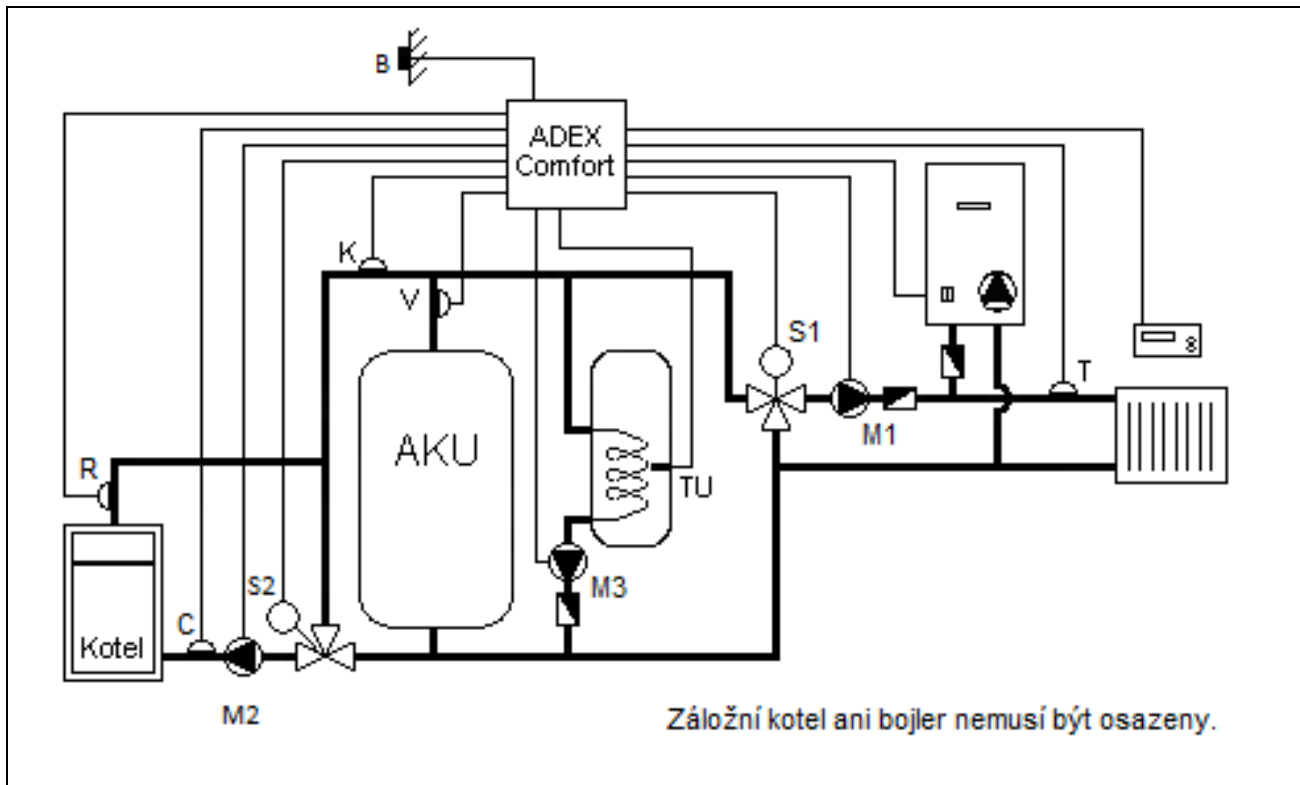 B
ADEX
Comfort
K
V
S1
T
R
AKU
M1
TU
S2
M3
C
Kotel
M2
Záložní kotel ani bojler nemusí být osazeny.